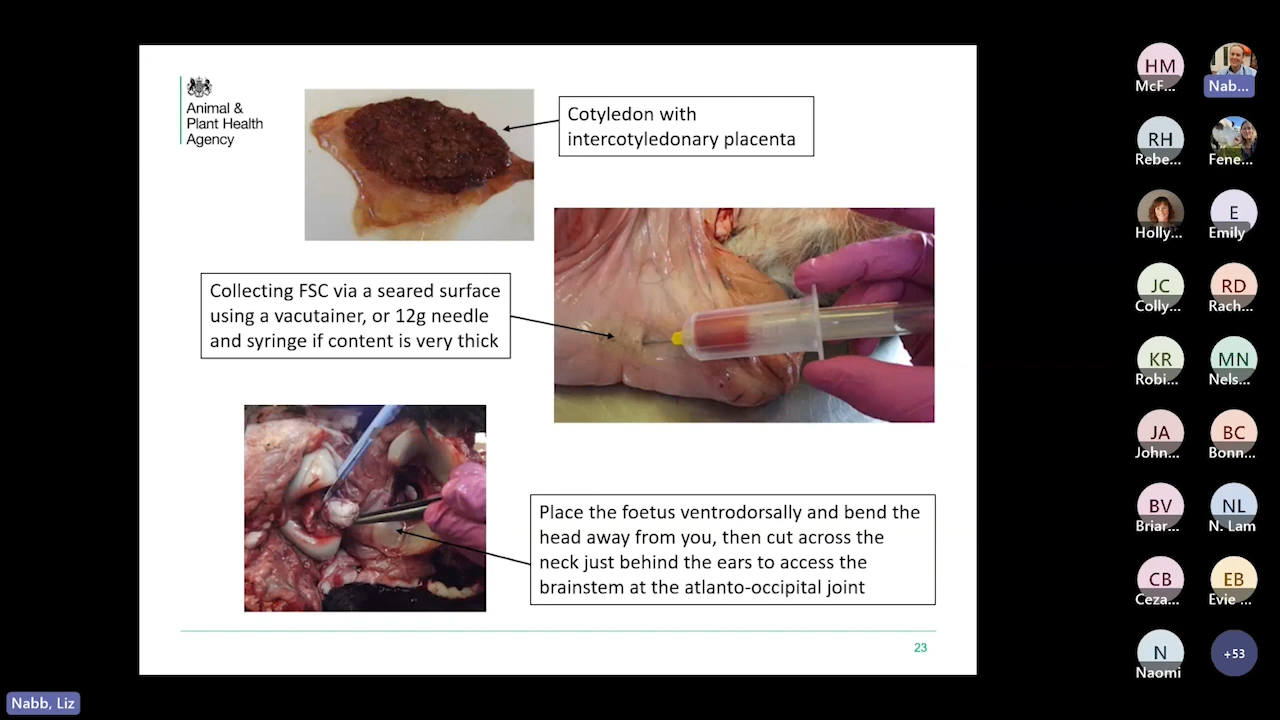 Animal &
Plant Health
Agency
Cotyledon with
intercotyledonary placenta
Collecting FSC via a seared surface
using a vacutainer, or 12g needle
and syringe if content is very thick
Place the foetus ventrodorsally and bend the
head away from you, then cut across the
neck just behind the ears to access the
brainstem at the atlanto-occipital joint
23
Nabb, Liz
HM
McF...
Nab...
RH
Rebe...
Fene...
Holly...
E
Emily
JC
Colly...
RD
Rach...
KR
Robi...
MN
Nels...
JA
John...
BC
Bonn...
BV
Briar...
NL
N. Lam
CB
Ceza...
EB
Evie ...
N
Naomi
+53